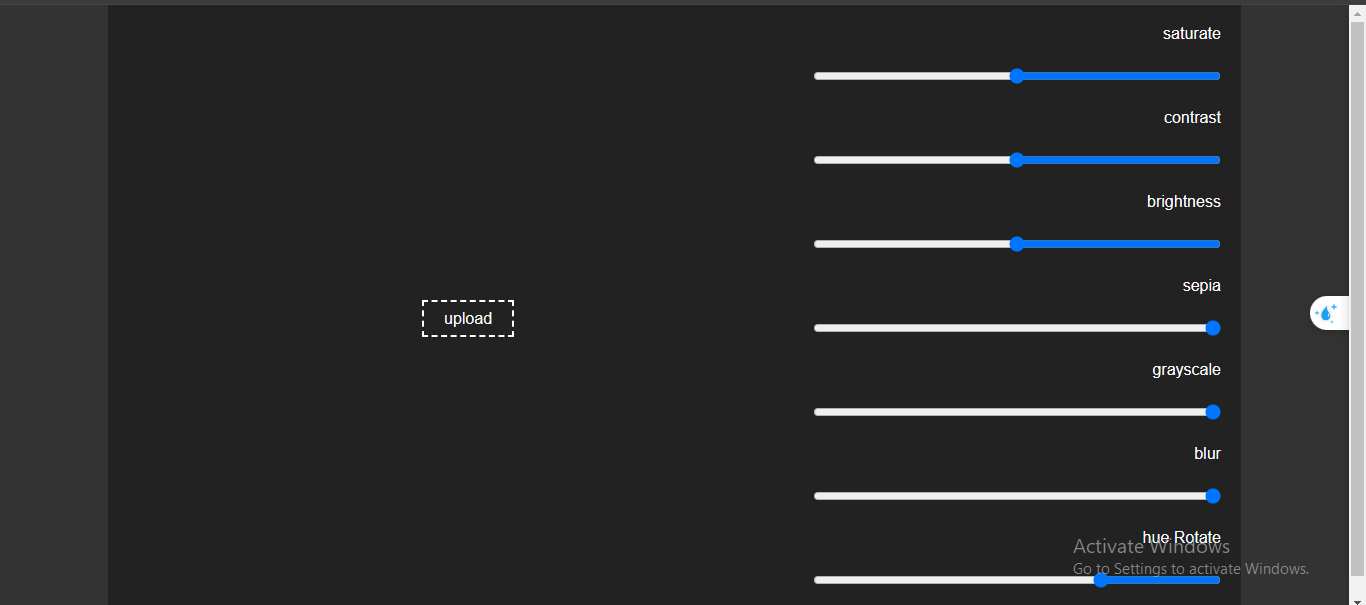 saturate
contrast
brightness
sepia
upload
grayscale
blur
hue Rotate
Activate Windows
Go to Settings to activate Windows.